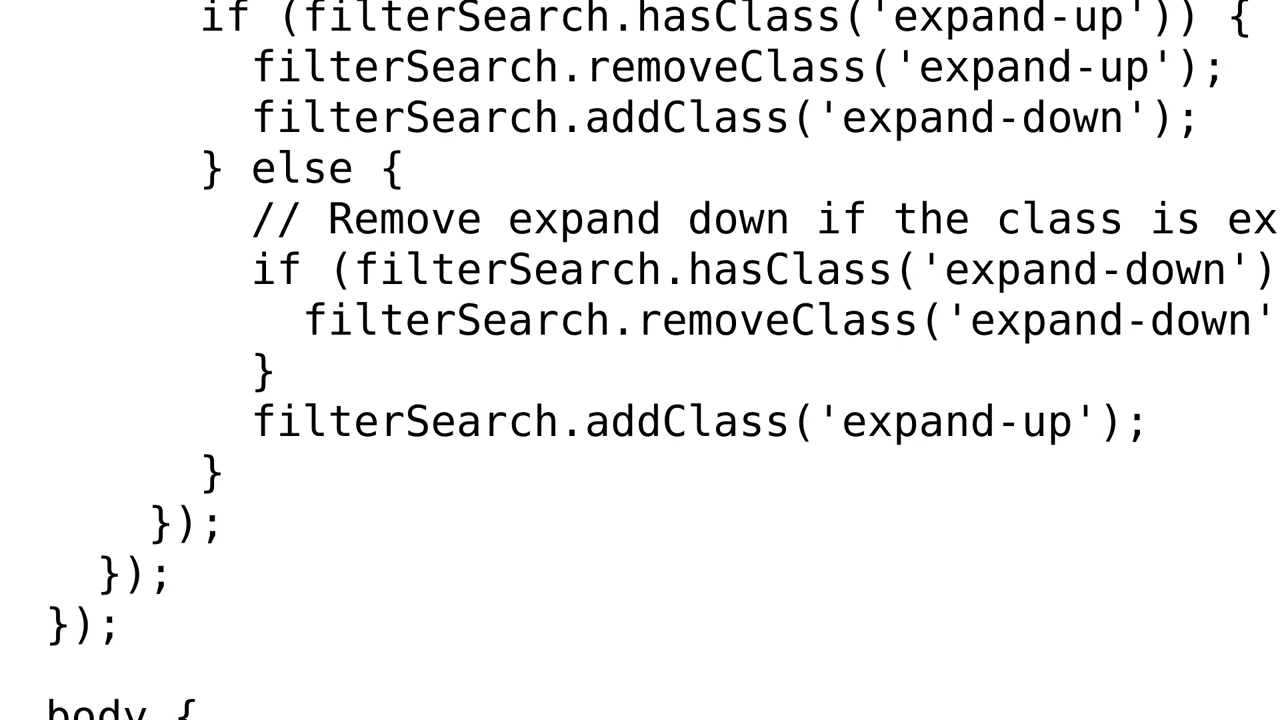 if (filterSearch.hasClass('expand-up')) {
filterSearch.removeClass('expand-up');
filterSearch.addClass('expand-down');
} else {
// Remove expand down if the class is ex
if (filterSearch.hasClass('expand-down')
filterSearch.removeClass('expand-down'
}
filterSearch.addClass('expand-up');
}
});
});
});
body {